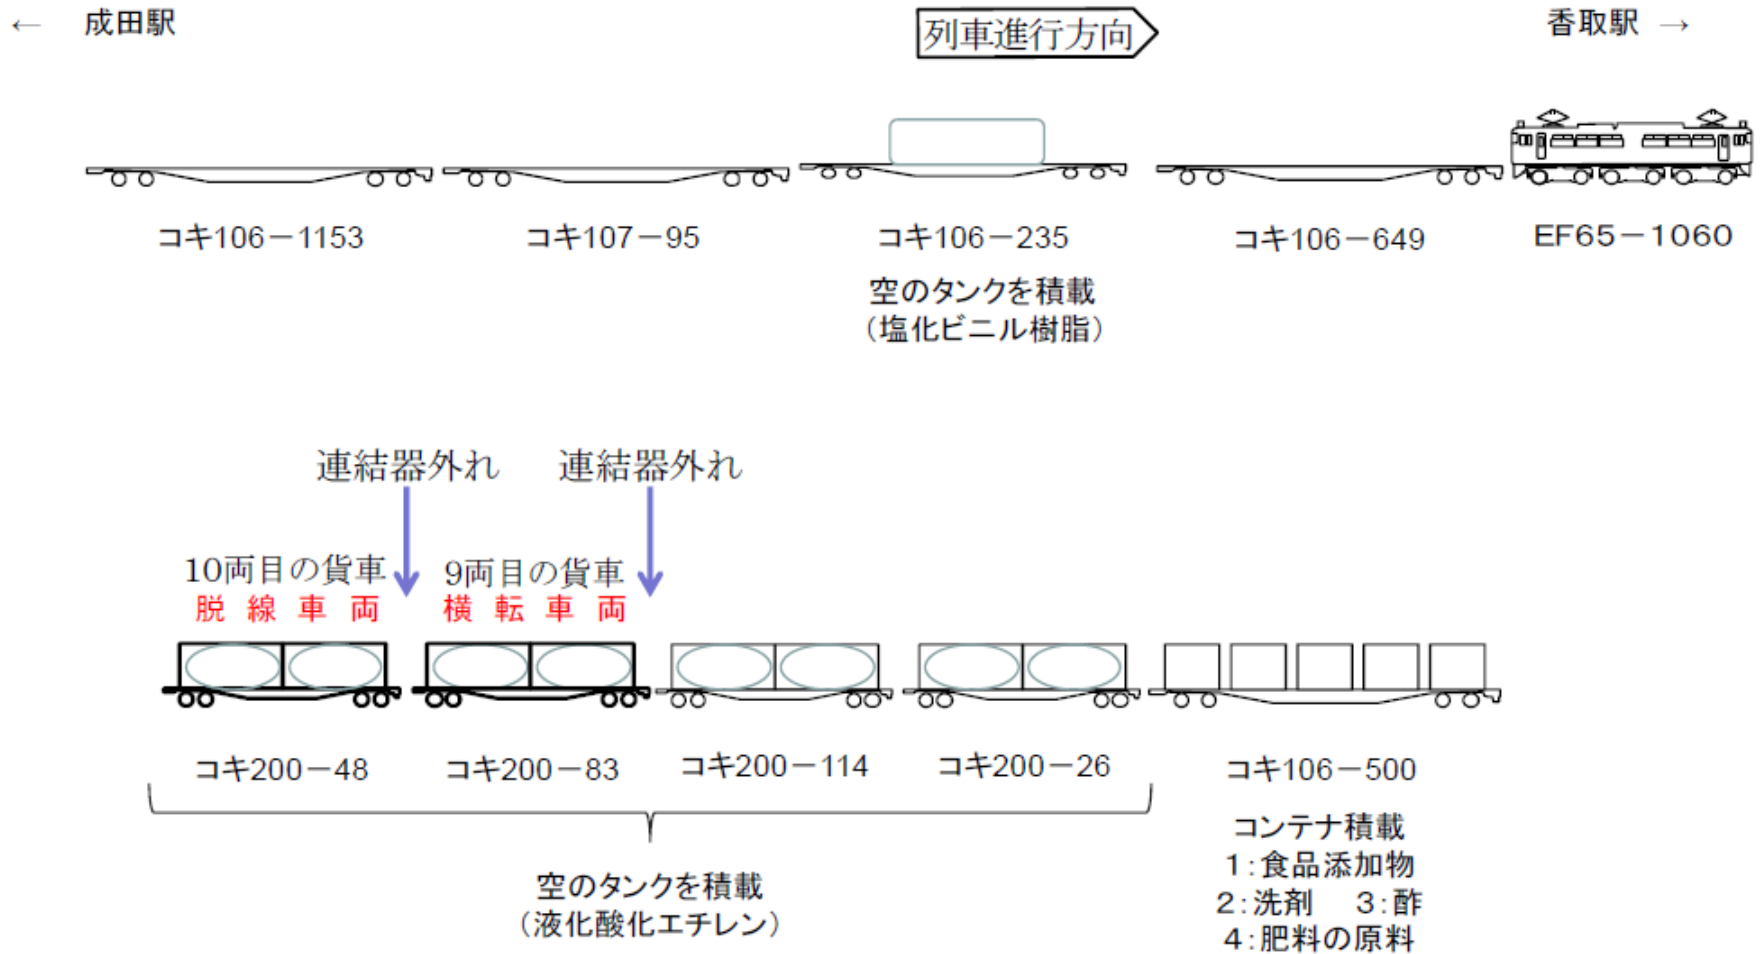 ← 成田駅
列車進行方向
香取駅 →
コキ106－1153
コキ107－95
コキ106－235
コキ106－649
EF65－1060
空のタンクを積載
（塩化ビニル樹脂）
連結器外れ
連結器外れ
10両目の貨車
脱線車両
9両目の貨車
横転車両
コキ200－48
コキ200－83
コキ200－114
コキ200－26
コキ106－500
空のタンクを積載
（液化酸化エチレン）
コンテナ積載
1：食品添加物
2：洗剤　3：酢
4：肥料の原料